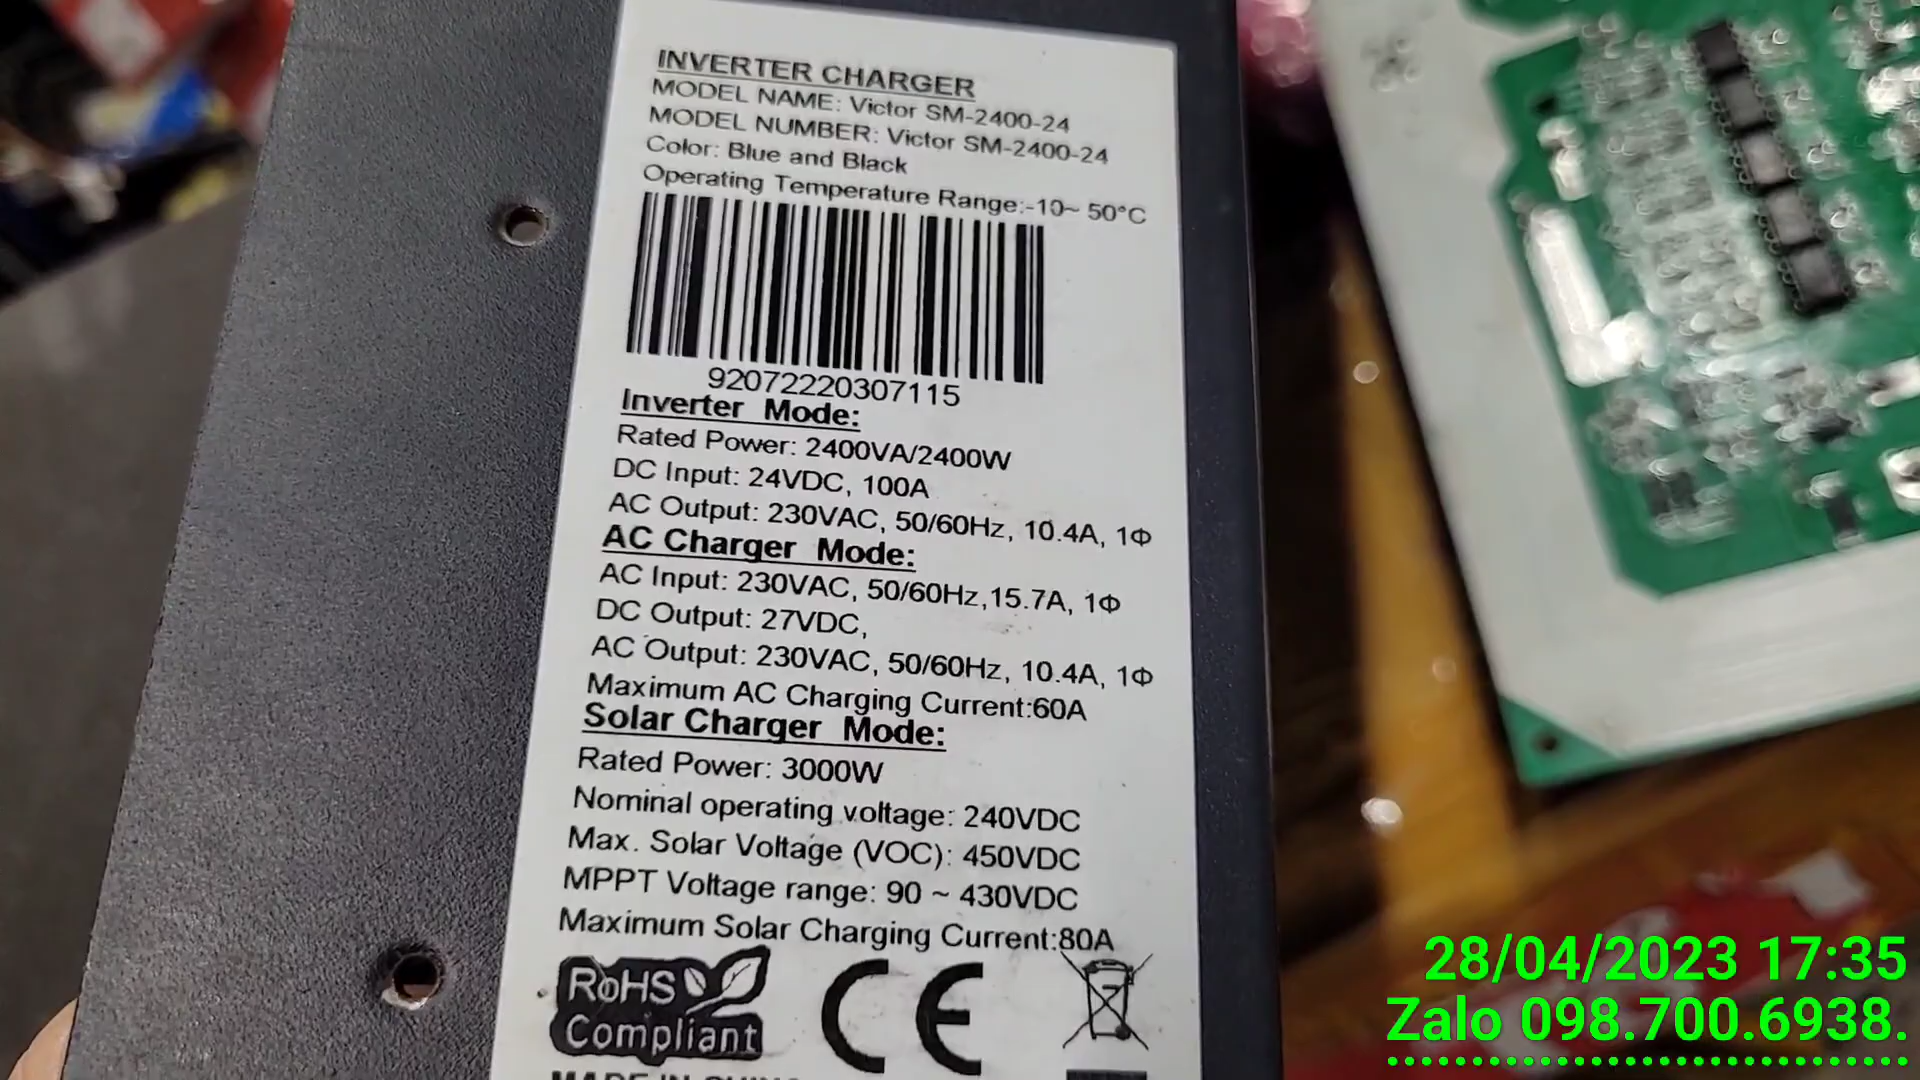 INVERTER CHARGER
MODEL NAME: Victor SM-2400-24
MODEL NUMBER: Victor SM-2400-24
Color: Blue and Black
Operating Temperature Range:-10~ 50°C
92072220307115
Inverter Mode:
Rated Power: 2400VA/2400W
DC Input: 24VDC, 100A
AC Output: 230VAC, 50/60Hz, 10.4A, 1Φ
AC Charger Mode:
AC Input: 230VAC, 50/60Hz,15.7A, 1Φ
DC Output: 27VDC,
AC Output: 230VAC, 50/60Hz, 10.4A, 1Φ
Maximum AC Charging Current:60A
Solar Charger Mode:
Rated Power: 3000W
Nominal operating voltage: 240VDC
Max. Solar Voltage (VOC): 450VDC
MPPT Voltage range: 90 ~ 430VDC
Maximum Solar Charging Current:80A
RoHS
Compliant
CE
MADE IN CHINA
28/04/2023 17:35
Zalo 098.700.6938.